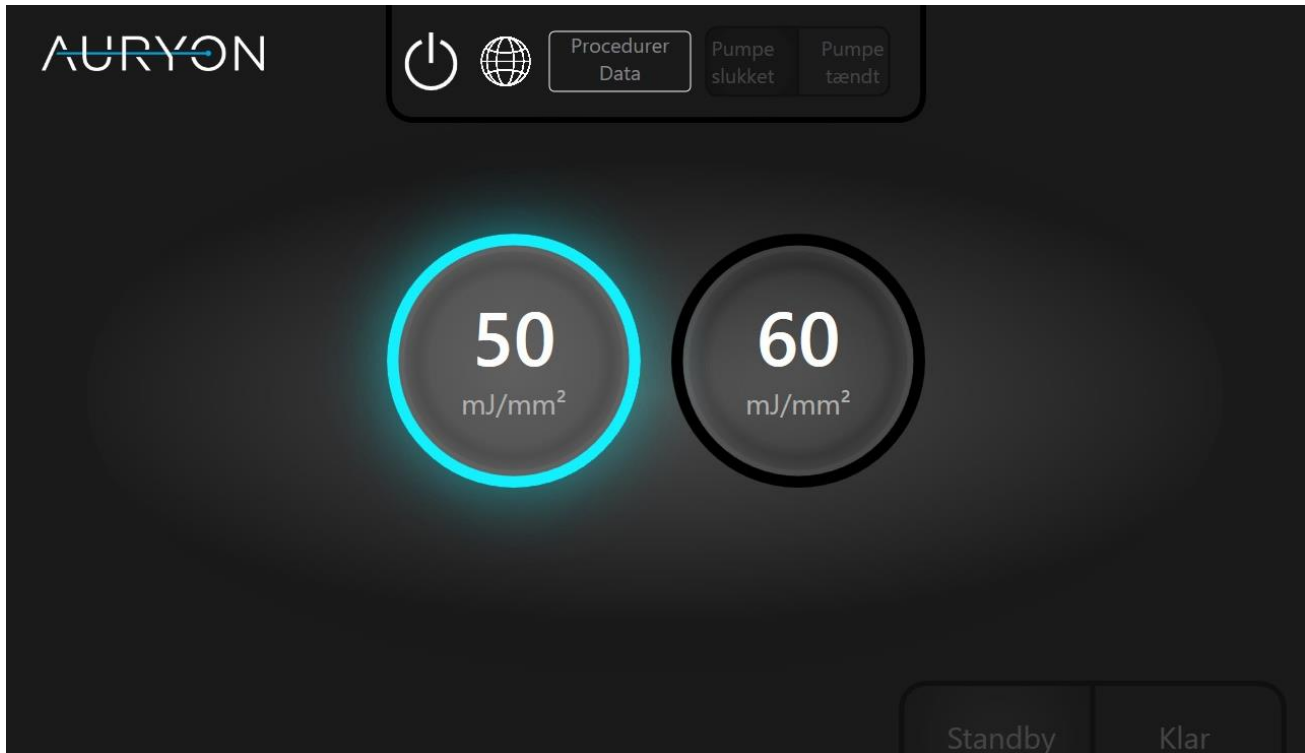 AURYON
Procedurer
Data
Pumpe
slukket
Pumpe
tændt
50
mJ/mm²
60
mJ/mm²
Standby
Klar